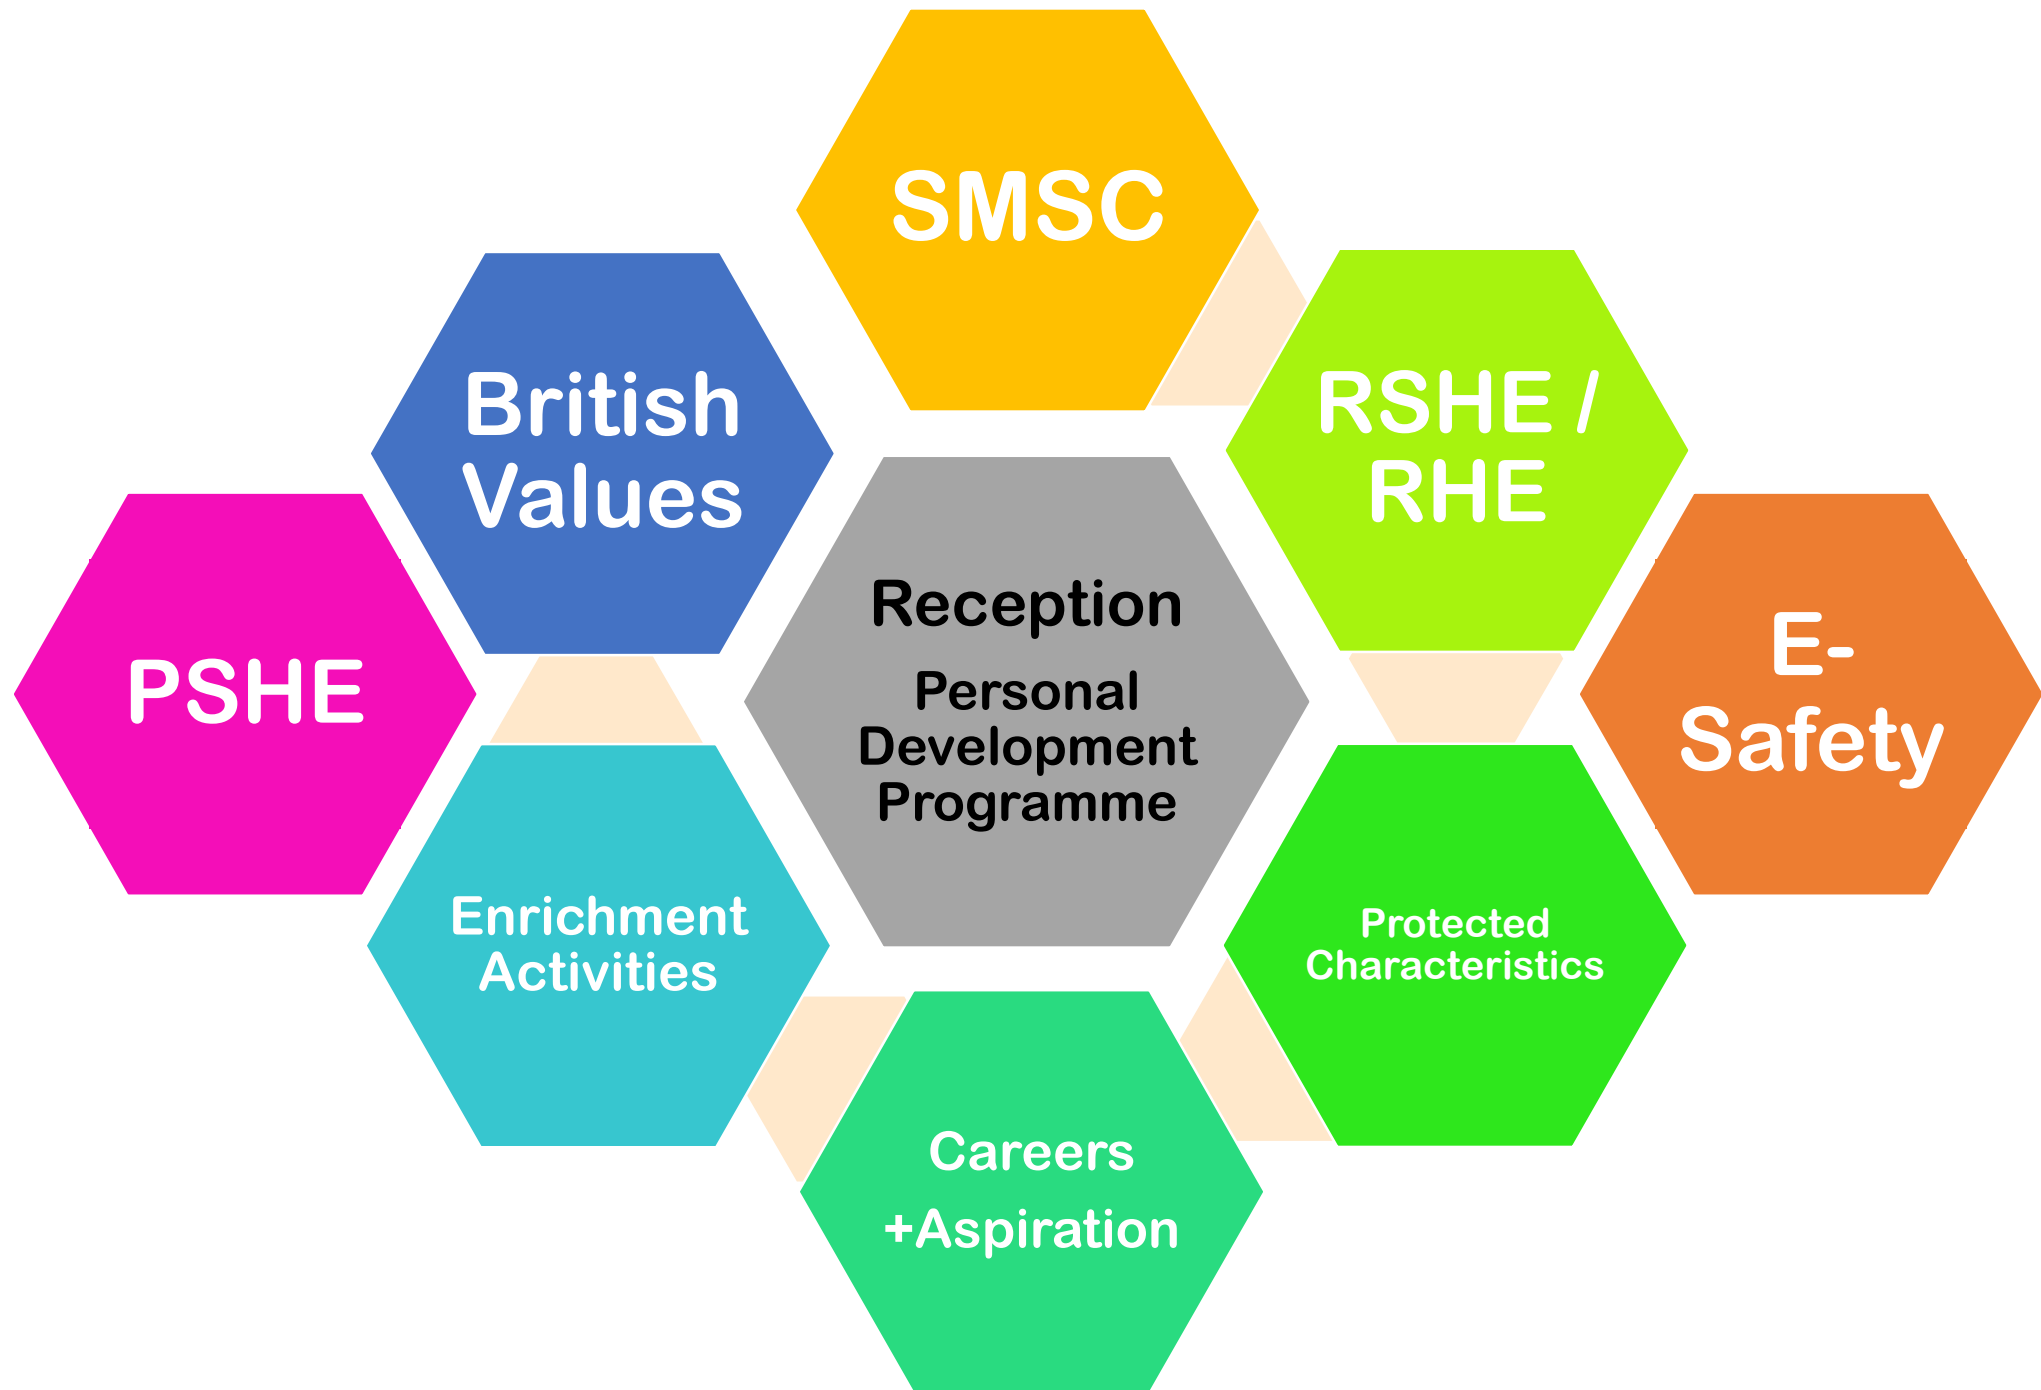 SMSC
British
Values
RSHE /
RHE
PSHE
Reception
Personal
Development
Programme
E-
Safety
Enrichment
Activities
Protected
Characteristics
Careers
+Aspiration